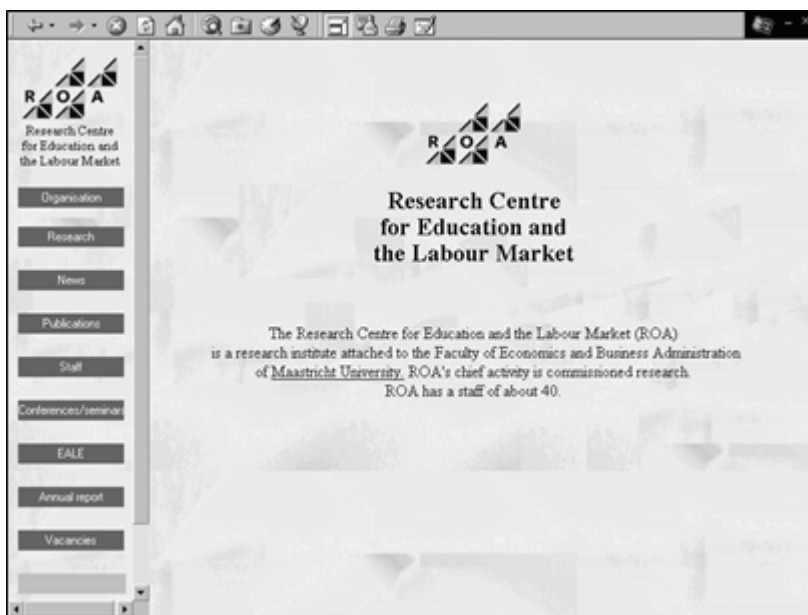 R O A
Research Centre
for Education and
the Labour Market
Organisation
Research
News
Publications
Staff
Conferences/seminars
EALE
Annual report
Vacancies
R O A
Research Centre
for Education and
the Labour Market
The Research Centre for Education and the Labour Market (ROA)
is a research institute attached to the Faculty of Economics and Business Administration
of Maastricht University. ROA's chief activity is commissioned research.
ROA has a staff of about 40.